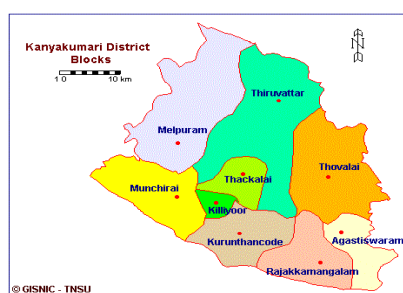 Kanyakumari District
Blocks
1 0 10 km
N
Thiruvattar
Melpuram
Thovalai
Thackalai
Munchirai
Killiyoor
Kurunthancode
Agastiswaram
Rajakkamangalam
© GISNIC - TNSU